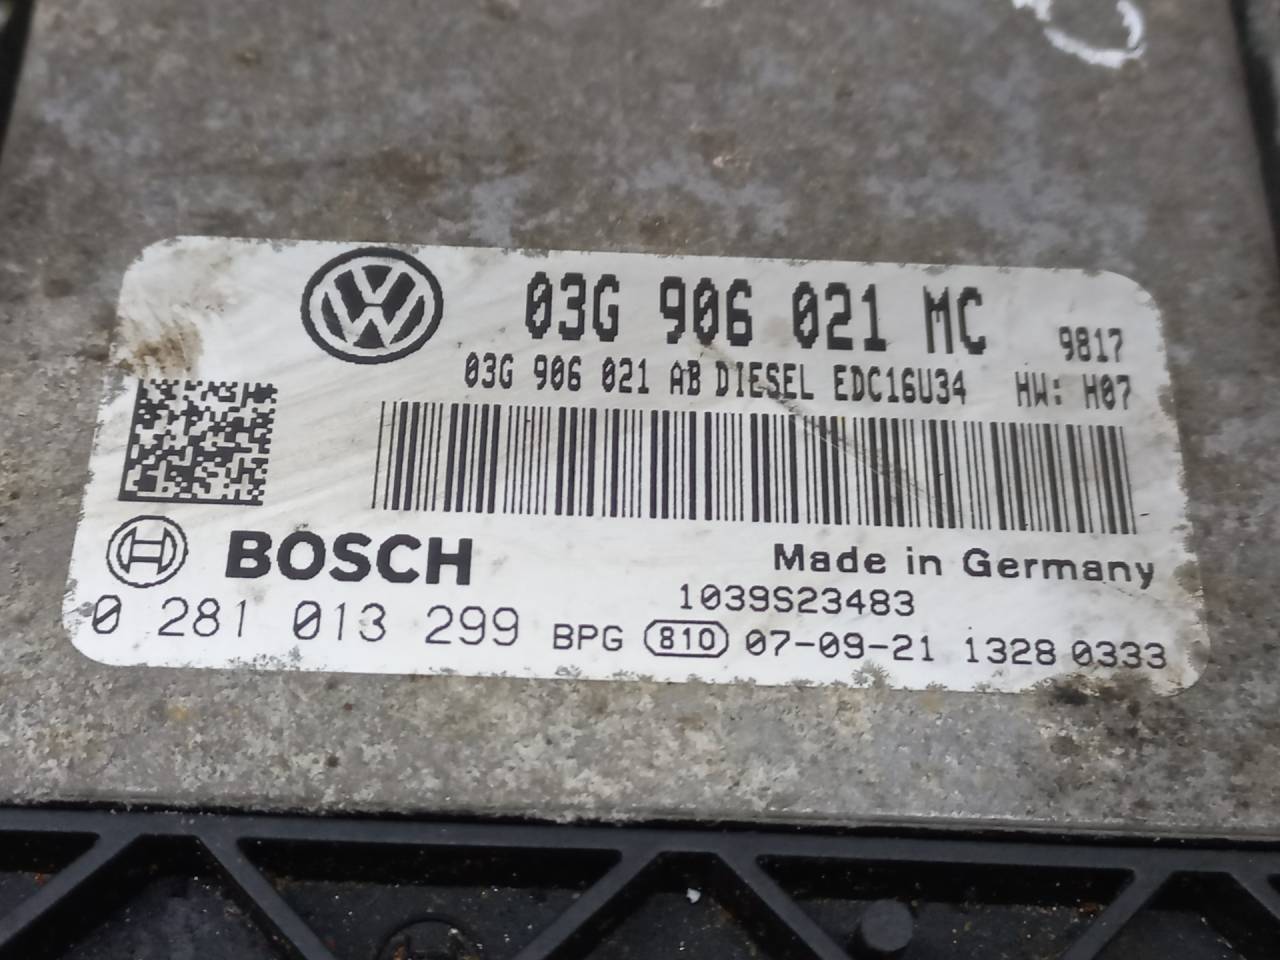 03G 906 021 MC 9817
03G 906 021 AB DIESEL EDC16U34 HW: H07
BOSCH
Made in Germany
1039S23483
0 281 013 299 BPG 810 07-09-21 1328 0333